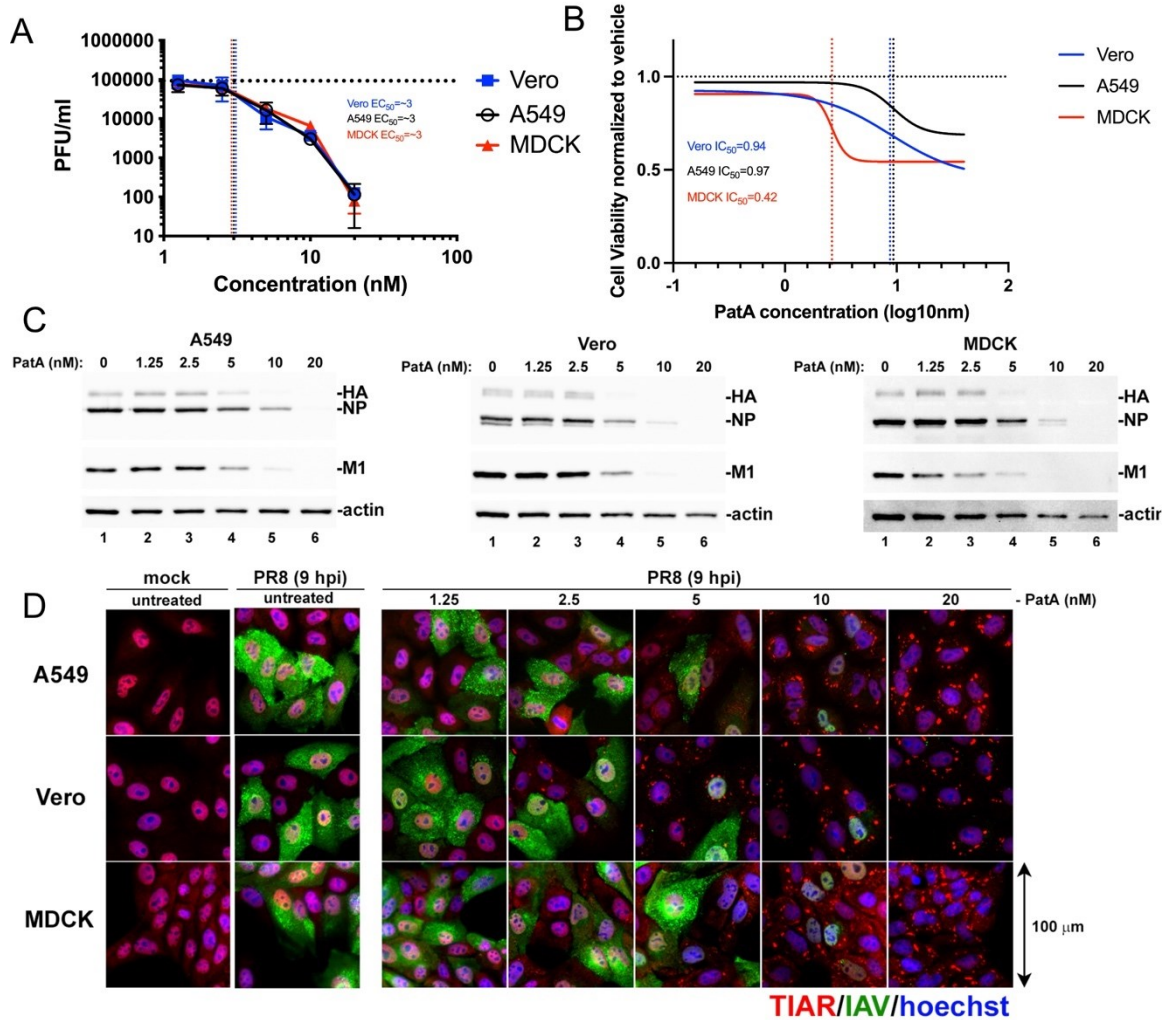 A
1000000
100000
10000
1000
100
10
1
10
100
PFU/ml
Concentration (nM)
Vero EC50=~3
A549 EC50=~3
MDCK EC50=~3
Vero
A549
MDCK
B
Cell Viability normalized to vehicle
1.0
0.5
0.0
-1
0
1
2
PatA concentration (log10nm)
Vero IC50=0.94
A549 IC50=0.97
MDCK IC50=0.42
Vero
A549
MDCK
C
A549
PatA (nM): 0 1.25 2.5 5 10 20
-HA
-NP
-M1
-actin
1 2 3 4 5 6
Vero
PatA (nM): 0 1.25 2.5 5 10 20
-HA
-NP
-M1
-actin
1 2 3 4 5 6
MDCK
PatA (nM): 0 1.25 2.5 5 10 20
-HA
-NP
-M1
-actin
1 2 3 4 5 6
D
mock
untreated
PR8 (9 hpi)
untreated
PR8 (9 hpi)
1.25 2.5 5 10 20 - PatA (nM)
A549
Vero
MDCK
100 µm
TIAR/IAV/hoechst